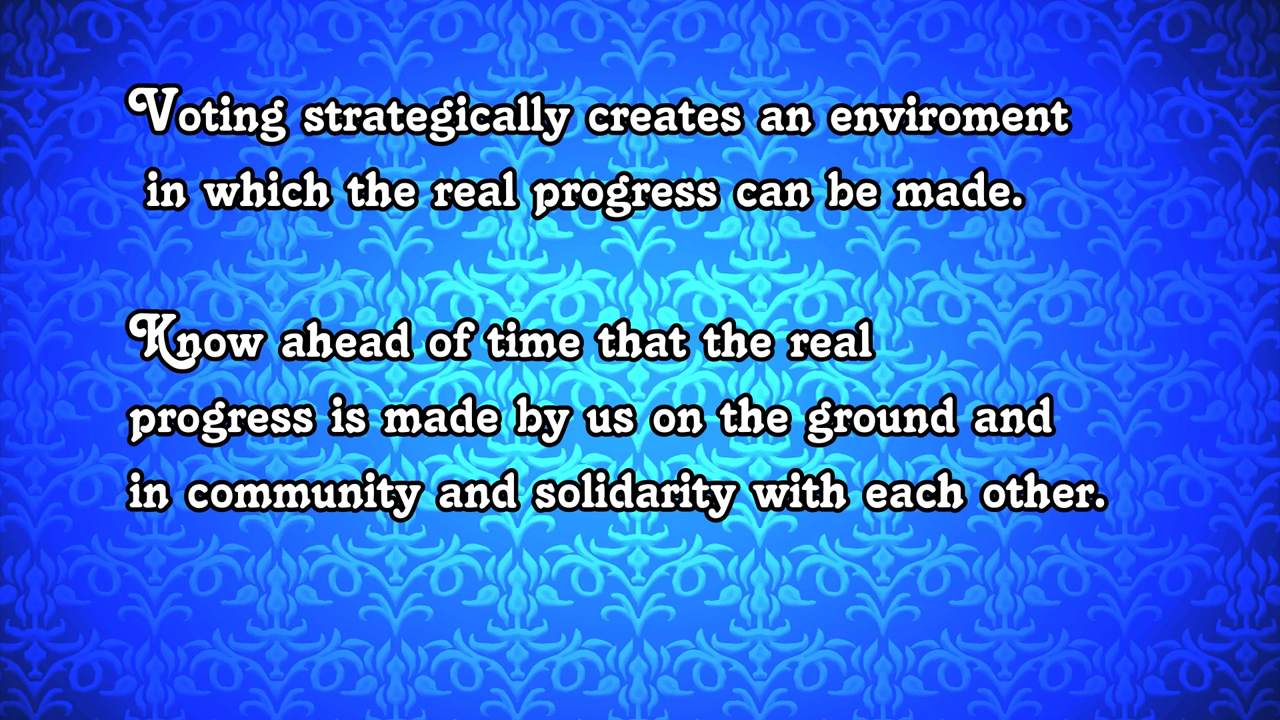 Voting strategically creates an enviroment
in which the real progress can be made.
Know ahead of time that the real
progress is made by us on the ground and
in community and solidarity with each other.